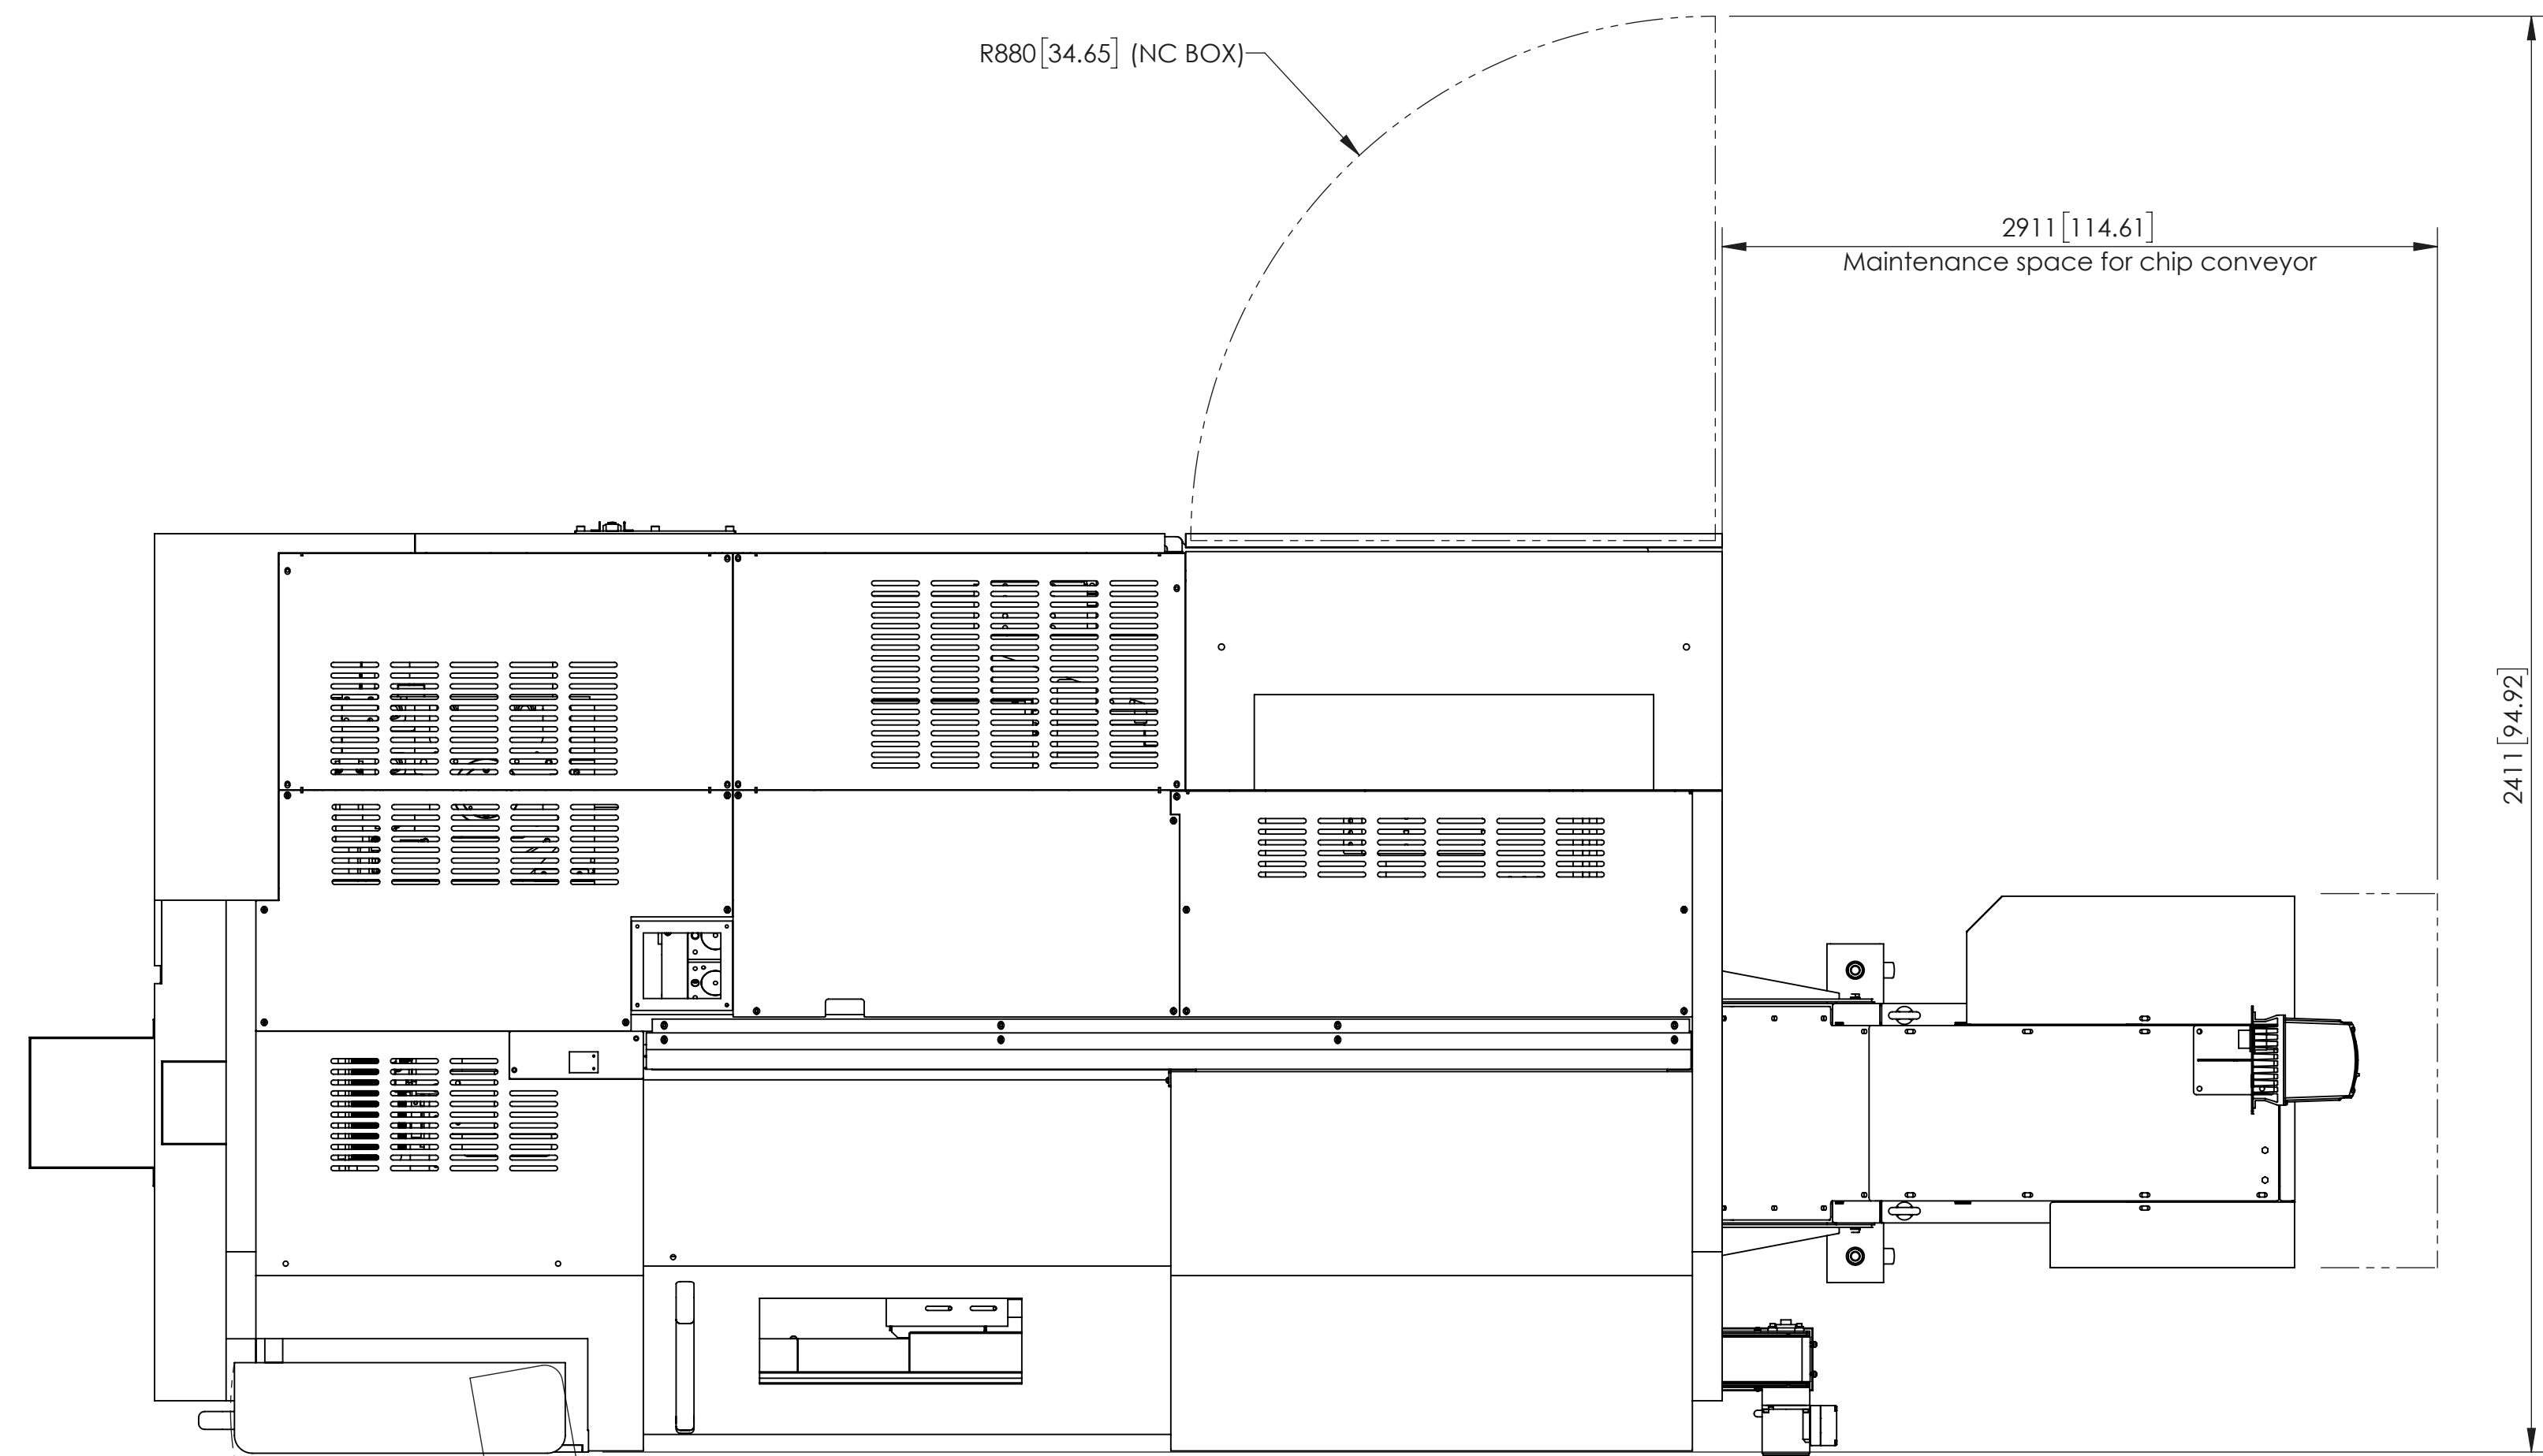 R880[34.65] (NC BOX)
2911[114.61]
Maintenance space for chip conveyor
2411[94.92]